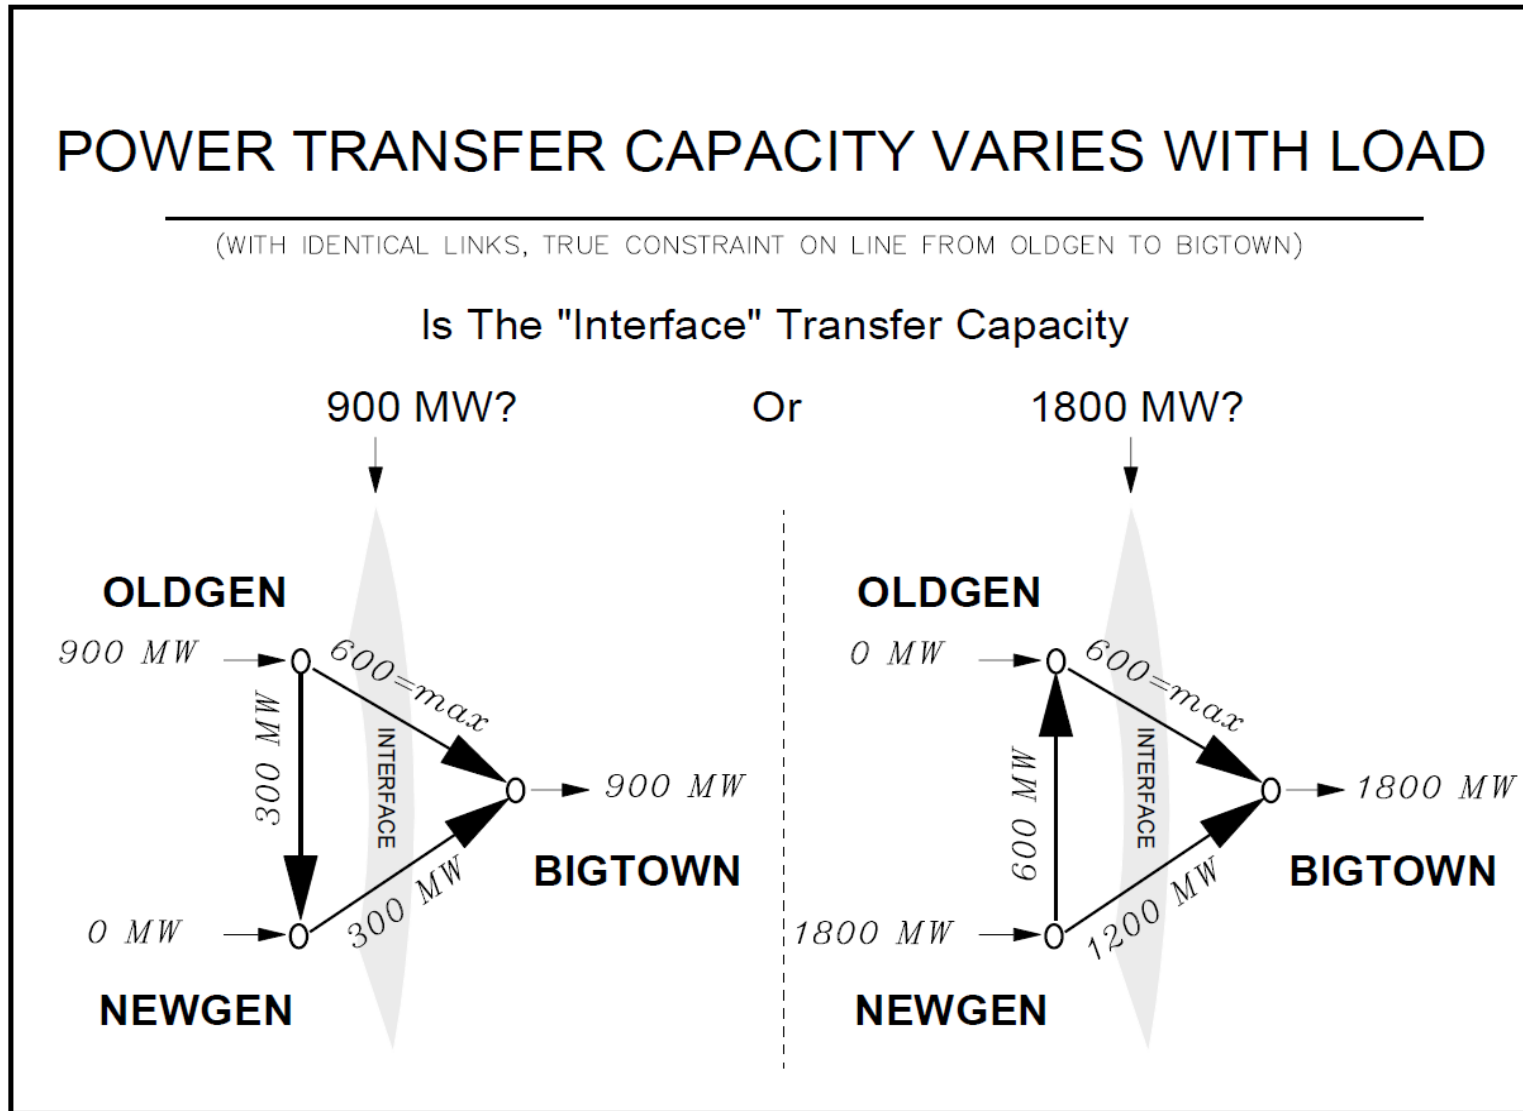 POWER TRANSFER CAPACITY VARIES WITH LOAD
(WITH IDENTICAL LINKS, TRUE CONSTRAINT ON LINE FROM OLDGEN TO BIGTOWN)
Is The "Interface" Transfer Capacity
900 MW? Or 1800 MW?
OLDGEN
900 MW
600=max
300 MW
INTERFACE
900 MW
BIGTOWN
300 MW
0 MW
NEWGEN
OLDGEN
0 MW
600=max
600 MW
INTERFACE
1800 MW
BIGTOWN
1200 MW
1800 MW
NEWGEN